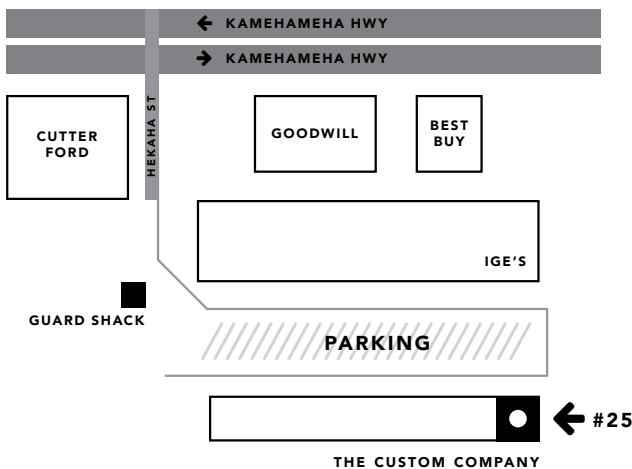 KAMEHAMEHA HWY
KAMEHAMEHA HWY
HEKAHA ST
CUTTER
FORD
GOODWILL
BEST
BUY
IGE'S
GUARD SHACK
PARKING
#25
THE CUSTOM COMPANY